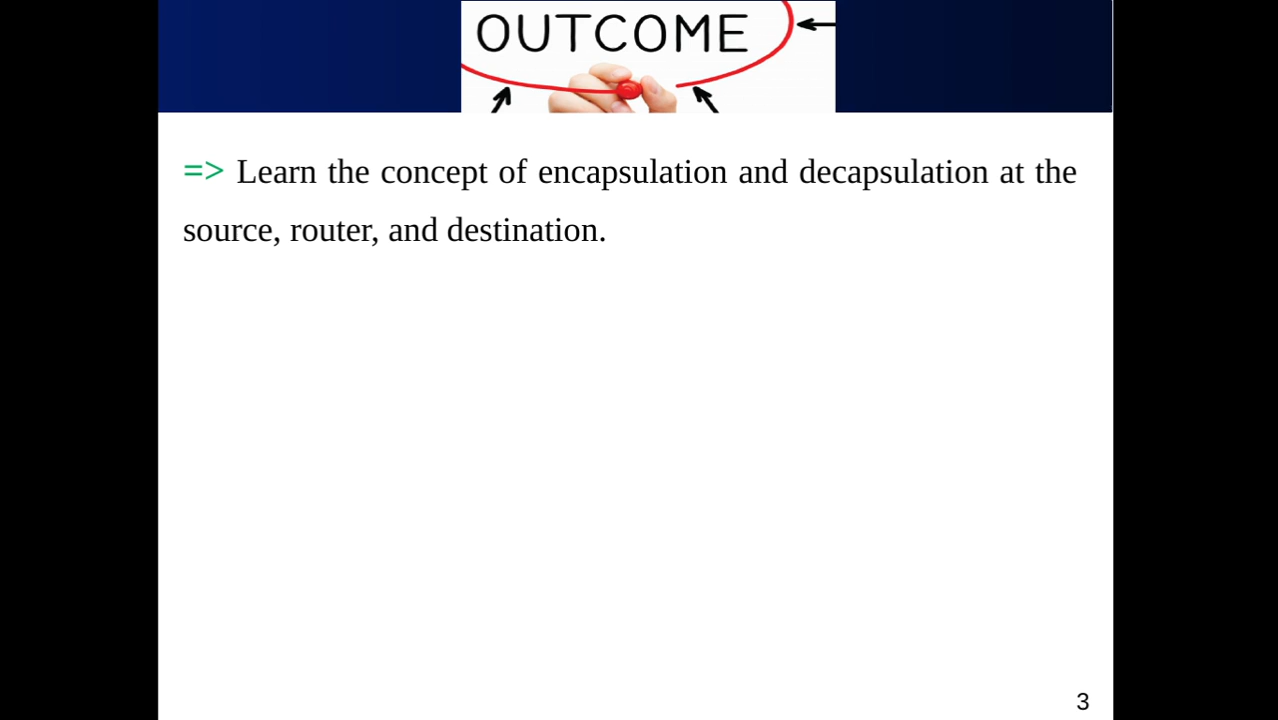 OUTCOME
=> Learn the concept of encapsulation and decapsulation at the
source, router, and destination.
3